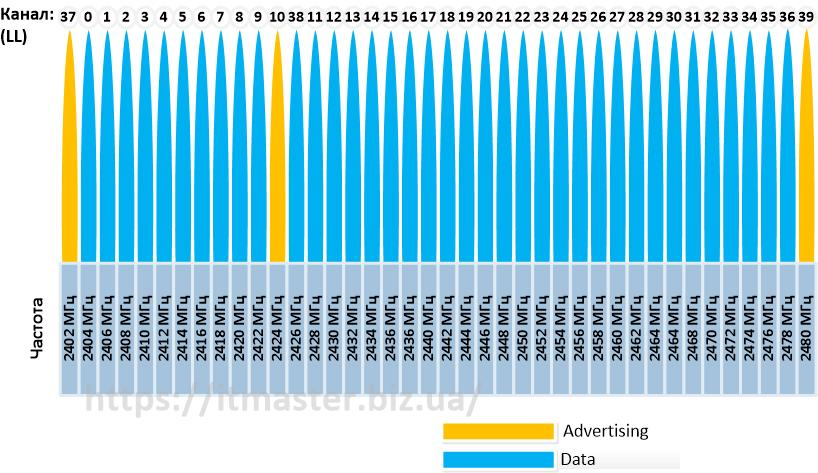 Канал: 37 0 1 2 3 4 5 6 7 8 9 10 38 11 12 13 14 15 16 17 18 19 20 21 22 23 24 25 26 27 28 29 30 31 32 33 34 35 36 39
(LL)
Частота
2402 МГц
2404 МГц
2406 МГц
2408 МГц
2410 МГц
2412 МГц
2414 МГц
2416 МГц
2418 МГц
2420 МГц
2422 МГц
2424 МГц
2426 МГц
2428 МГц
2430 МГц
2432 МГц
2434 МГц
2436 МГц
2436 МГц
2440 МГц
2442 МГц
2444 МГц
2446 МГц
2448 МГц
2450 МГц
2452 МГц
2454 МГц
2456 МГц
2458 МГц
2460 МГц
2462 МГц
2464 МГц
2464 МГц
2468 МГц
2470 МГц
2472 МГц
2474 МГц
2476 МГц
2478 МГц
2480 МГц
https://itmaster.biz.ua/
Advertising
Data